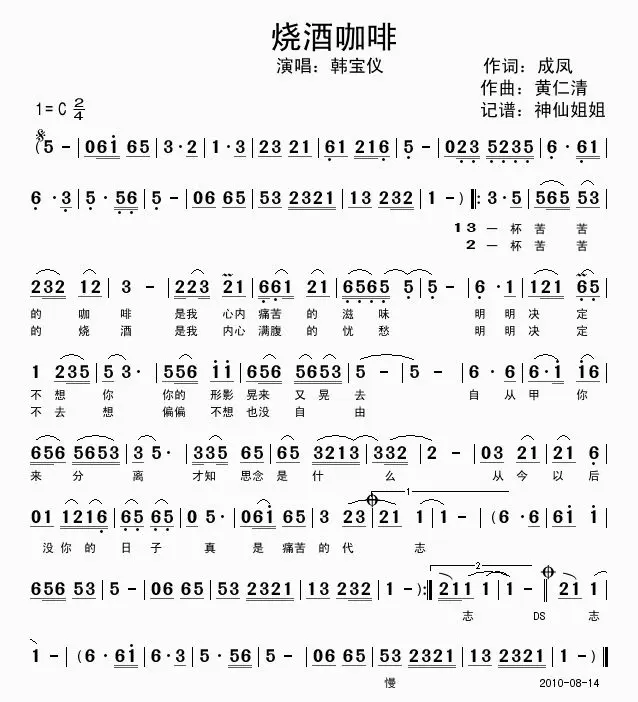 烧酒咖啡
演唱：韩宝仪
作词：成凤
作曲：黄仁清
1=C 2/4
记谱：神仙姐姐
(5 - | 061 65 | 3·2 | 1·3 | 23 21 | 61 216 | 5 - | 023 5235 | 6·61 |
6·3 | 5·56 | 5 - | 06 65 | 53 2321 | 13 232 | 1 - ) ‖: 3·5 | 565 53 |
1 3 一 杯 苦 苦
2 一 杯 苦 苦
232 12 | 3 - | 223 21 | 661 21 | 6565 5 | 5 - | 6·1 | 121 65 |
的 咖 啡 是我 心内 痛苦 的 滋 味 明 明 决 定
的 烧 酒 是我 内心 满腹 的 忧 愁 明 明 决 定
1 235 | 5 3· | 556 11 | 656 5653 | 5 - | 5 - | 6·6 | 6·1 16 |
不 想 你 你的 形影 晃来 又 晃 去 自 从 甲 你
不 去 想 偏偏 不想 也没 自 由
656 5653 | 3 5· | 335 65 | 65 3213 | 332 | 2 - | 03 21 | 21 6 |
来 分 离 才知 思念 是 什 么 从 今 以 后
1
01 1216 | 65 65 | 0 5· | 061 65 | 3 23 | 21 1 | 1 - | (6·6 | 61 1 |
没 你 的 日 子 真 是 痛苦 的 代 志
2
656 53 | 5 - | 06 65 | 53 2321 | 13 232 | 1 - ) :‖ 211 1 | 1 - ‖ 21 1 |
志 DS 志
1 - | (6·61 | 63· | 5·56 | 5 - | 06 65 | 53 2321 | 13 2321 | 1 - ) ‖
慢 2010-08-14